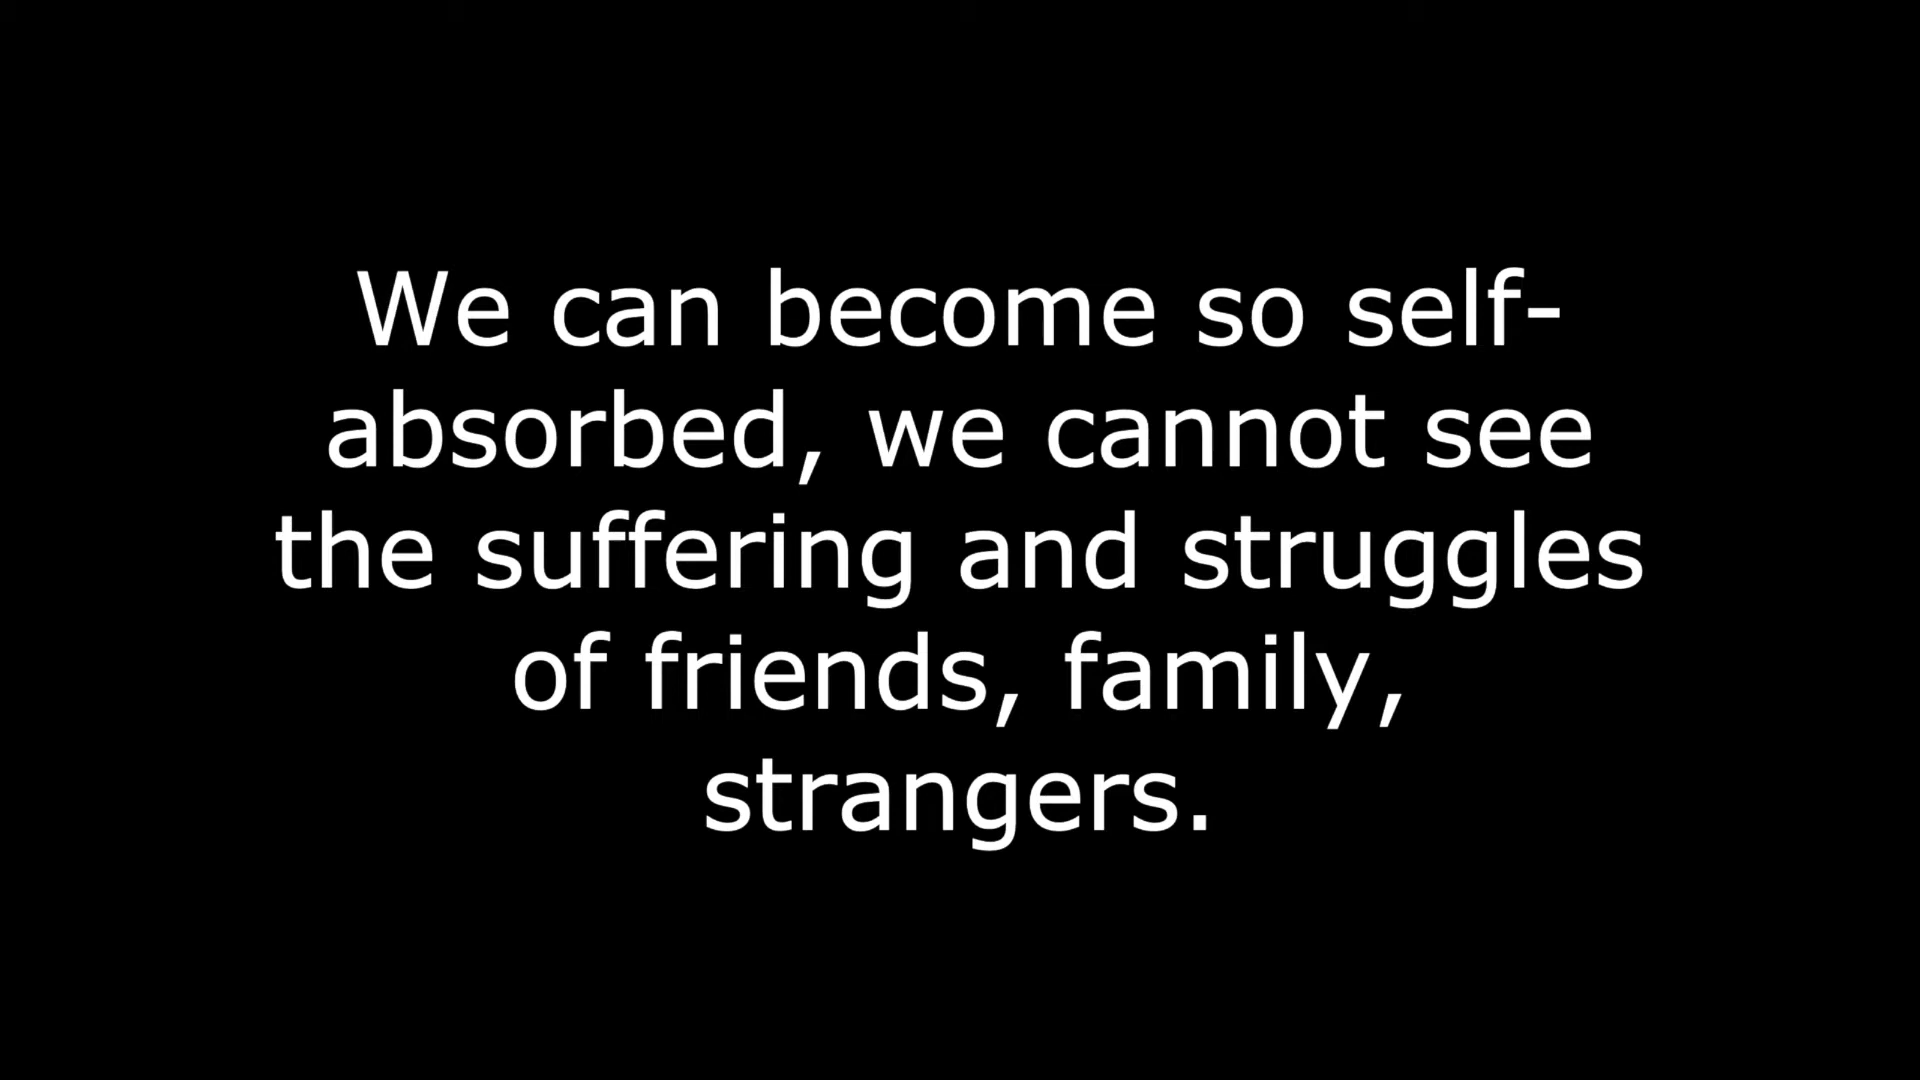 We can become so self-
absorbed, we cannot see
the suffering and struggles
of friends, family,
strangers.